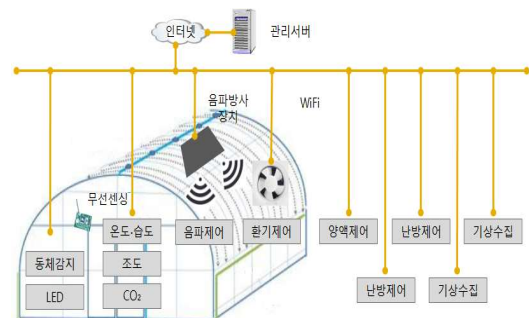 인터넷
관리서버
음파방사
장치
WiFi
무선센싱
온도·습도
음파제어
환기제어
양액제어
난방제어
기상수집
동체감지
조도
난방제어
기상수집
LED
CO₂